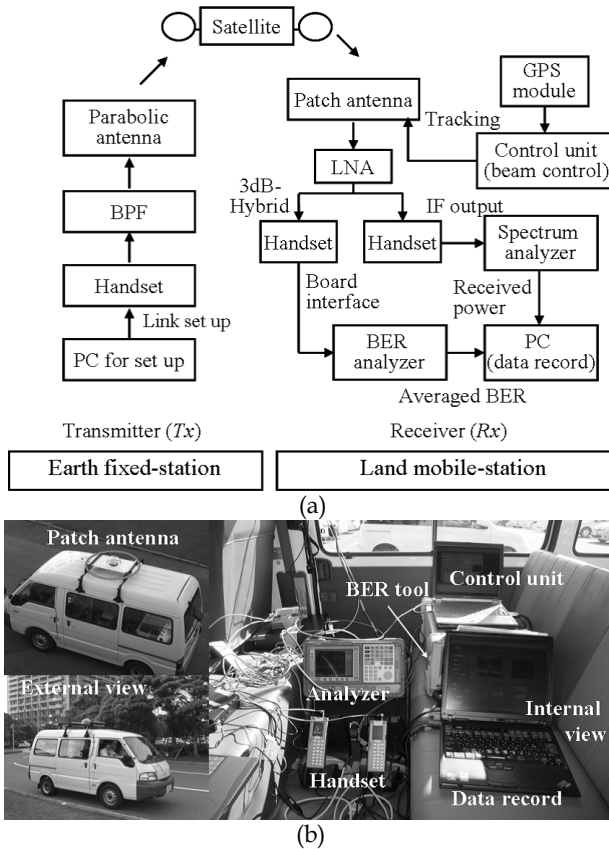 Satellite
Parabolic
antenna
BPF
Handset
Link set up
PC for set up
Transmitter (Tx)
Earth fixed-station
Patch antenna
GPS
module
Tracking
Control unit
(beam control)
LNA
3dB-
Hybrid
IF output
Handset
Handset
Spectrum
analyzer
Board
interface
Received
power
BER
analyzer
PC
(data record)
Averaged BER
Receiver (Rx)
Land mobile-station
(a)
Patch antenna
External view
Control unit
BER tool
Analyzer
Internal
view
Handset
Data record
(b)